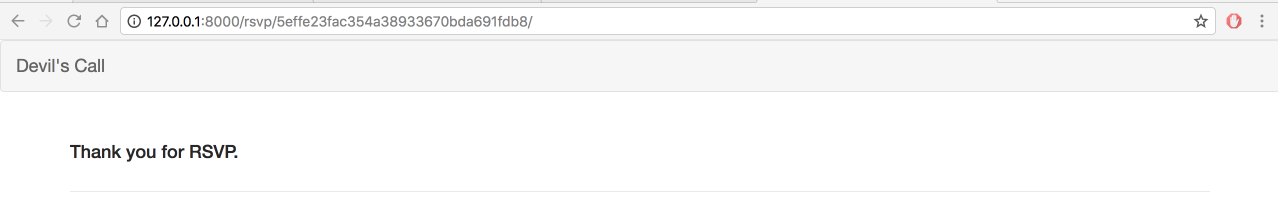 127.0.0.1:8000/rsvp/5effe23fac354a38933670bda691fdb8/
Devil's Call
Thank you for RSVP.